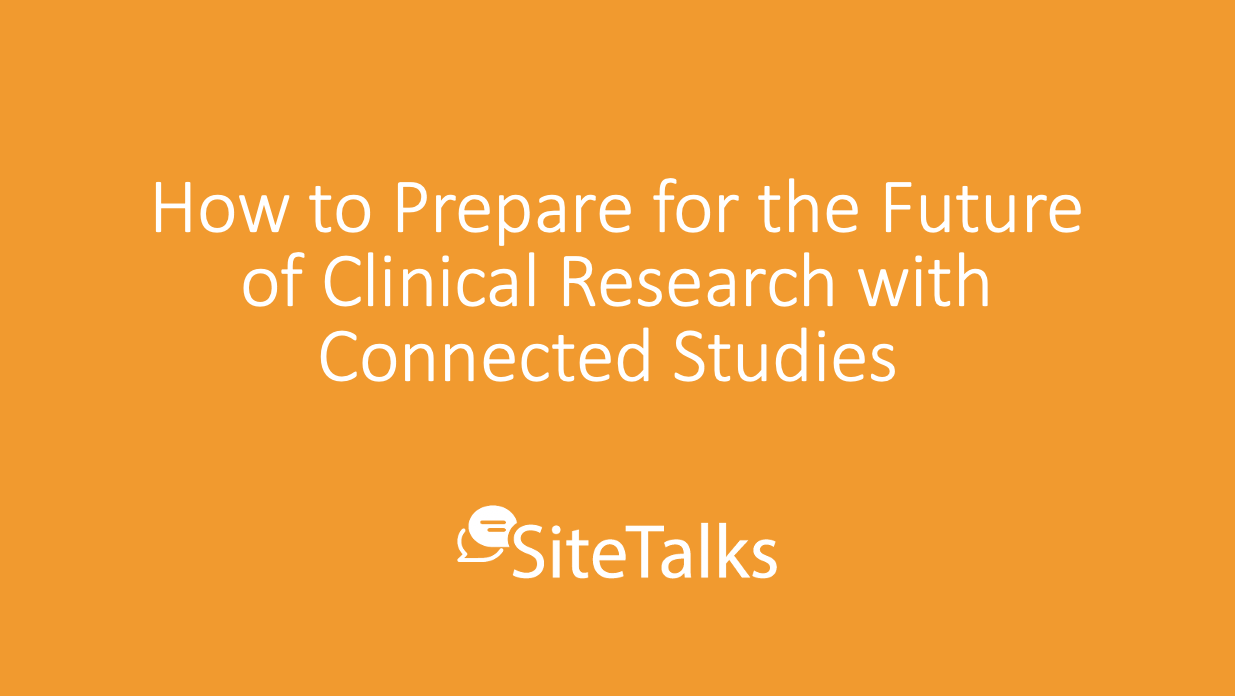 How to Prepare for the Future
of Clinical Research with
Connected Studies
SiteTalks